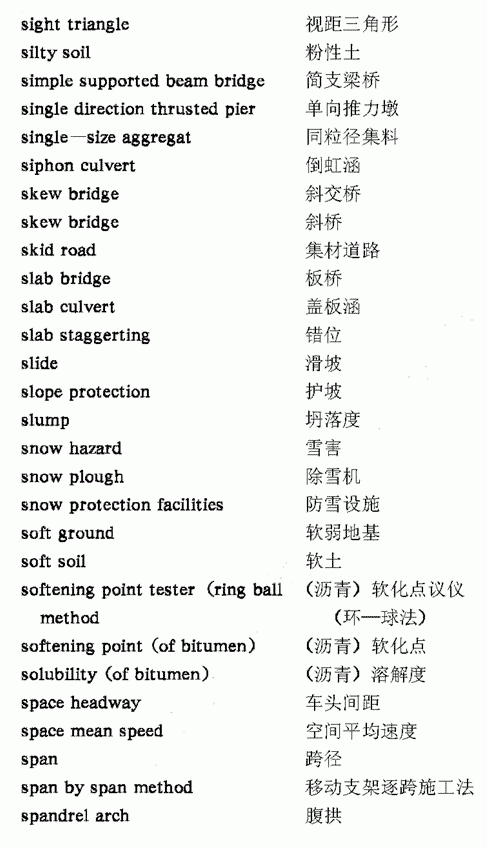 sight triangle 视距三角形
silty soil 粉性土
simple supported beam bridge 简支梁桥
single direction thrusted pier 单向推力墩
single—size aggregat 同粒径集料
siphon culvert 倒虹涵
skew bridge 斜交桥
skew bridge 斜桥
skid road 集材道路
slab bridge 板桥
slab culvert 盖板涵
slab staggerting 错位
slide 滑坡
slope protection 护坡
slump 坍落度
snow hazard 雪害
snow plough 除雪机
snow protection facilities 防雪设施
soft ground 软弱地基
soft soil 软土
softening point tester (ring ball (沥青) 软化点议仪
method (环—球法)
softening point (of bitumen) (沥青) 软化点
solubility (of bitumen) (沥青) 溶解度
space headway 车头间距
space mean speed 空间平均速度
span 跨径
span by span method 移动支架逐跨施工法
spandrel arch 腹拱